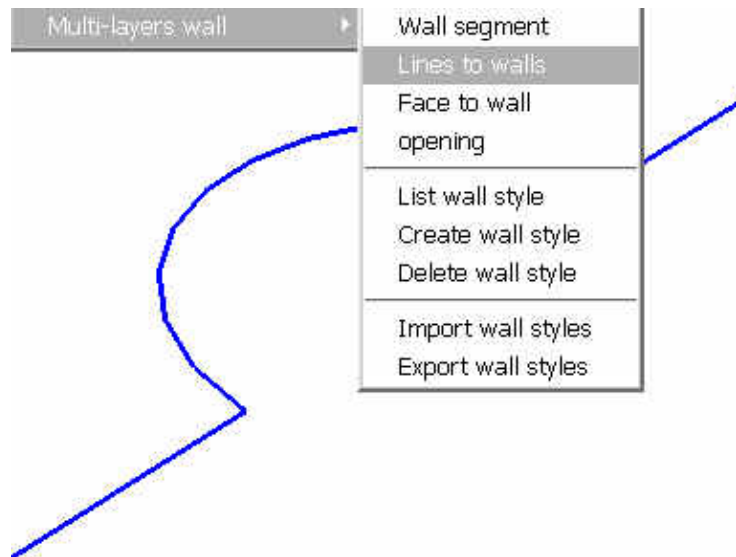 Multi-layers wall
Wall segment
Lines to walls
Face to wall
opening
List wall style
Create wall style
Delete wall style
Import wall styles
Export wall styles